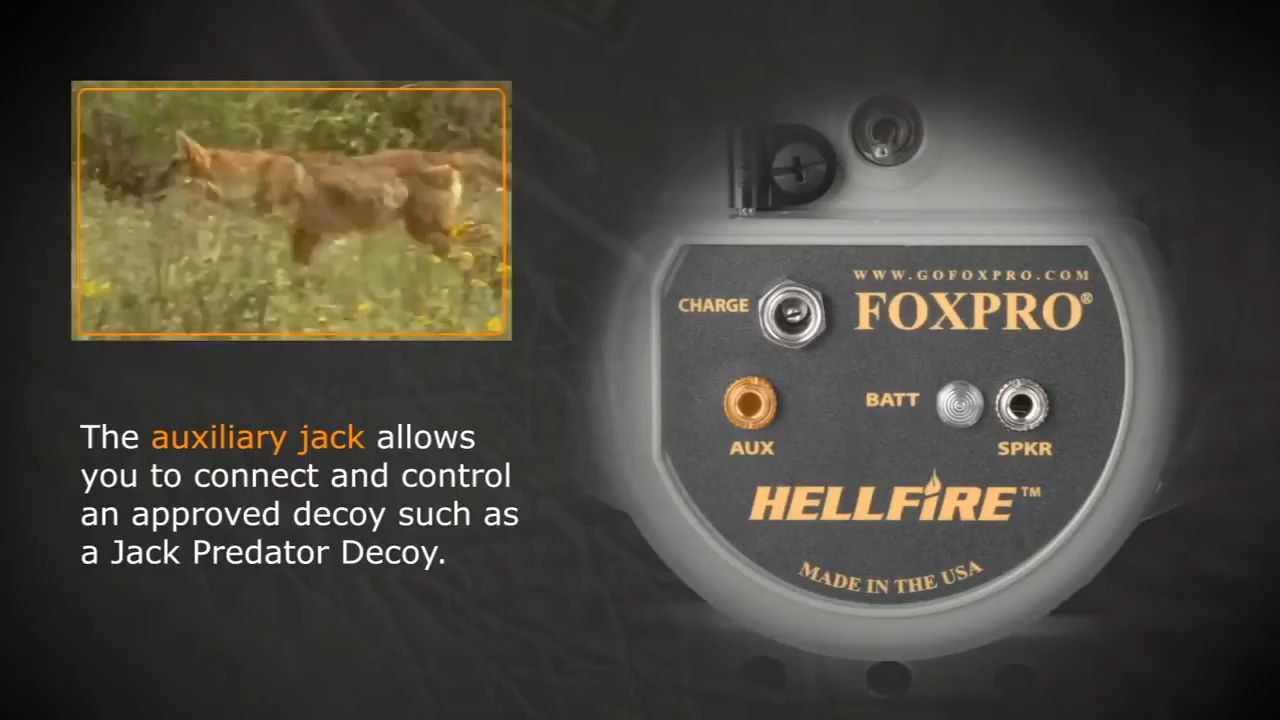 The auxiliary jack allows
you to connect and control
an approved decoy such as
a Jack Predator Decoy.
WWW.GOFOXPRO.COM
CHARGE
FOXPRO®
BATT
AUX
SPKR
HELLFIRE™
MADE IN THE USA